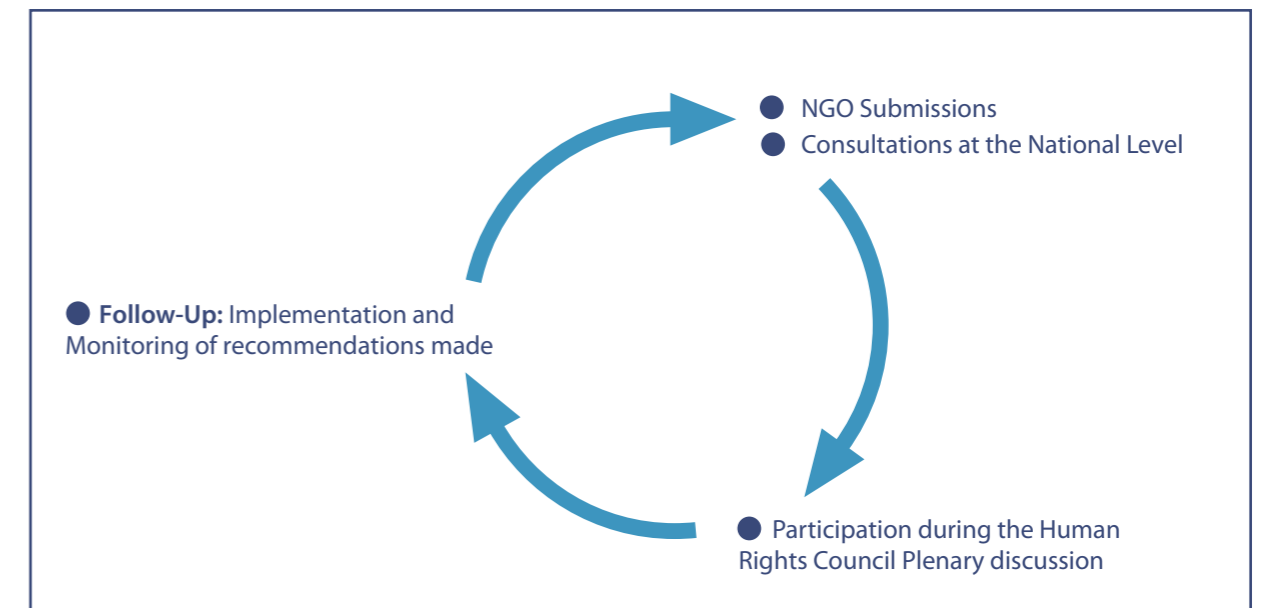 NGO Submissions
Consultations at the National Level
Follow-Up: Implementation and
Monitoring of recommendations made
Participation during the Human
Rights Council Plenary discussion